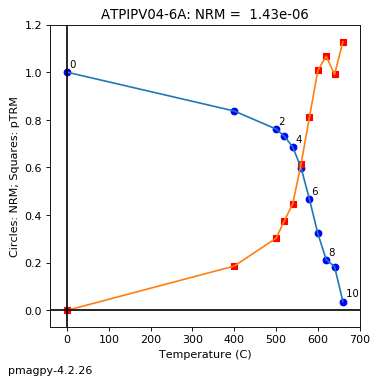 ATPIPV04-6A: NRM =  1.43e-06
1.2
1.0
0.8
0.6
0.4
0.2
0.0
Circles: NRM; Squares: pTRM
0
2
4
6
8
10
0 100 200 300 400 500 600 700
Temperature (C)
pmagpy-4.2.26